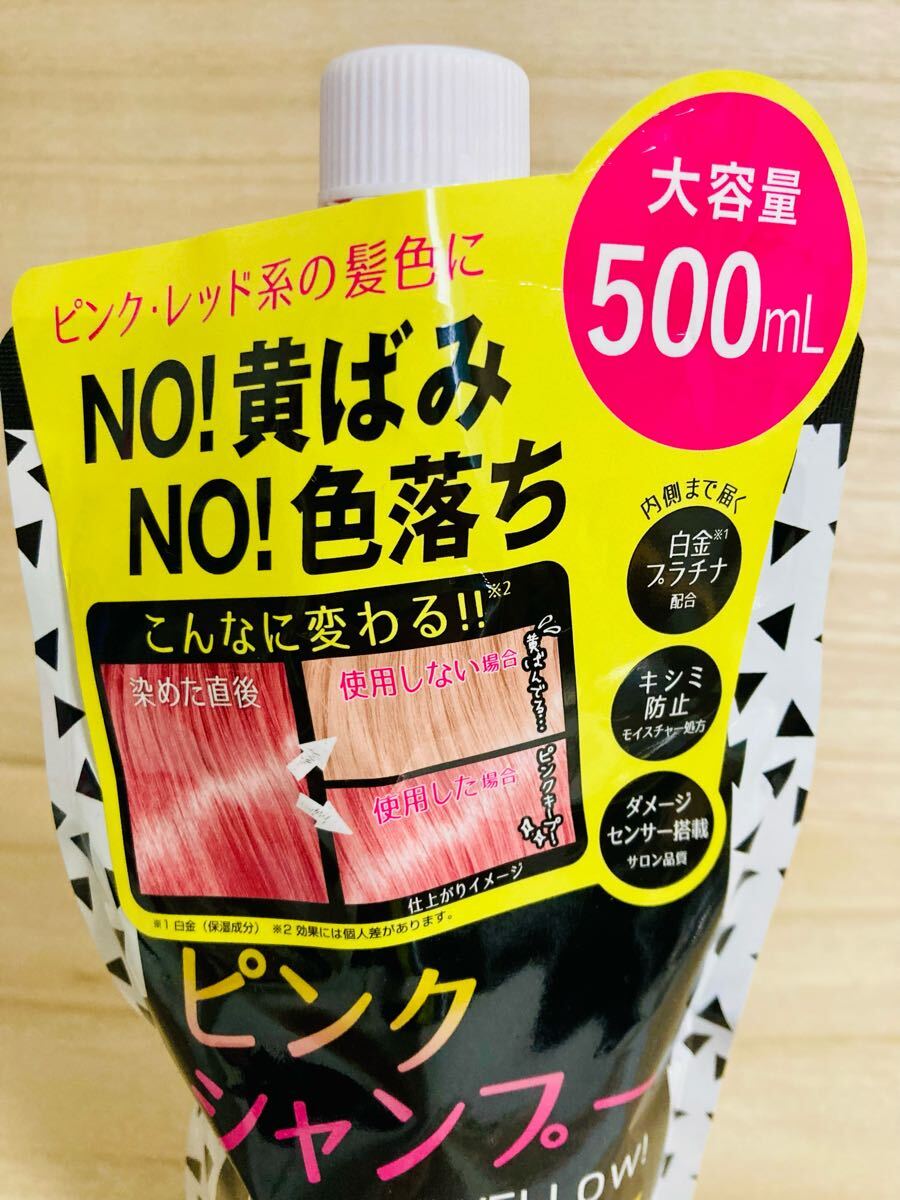 大容量
500mL
ピンク・レッド系の髪色に
NO!黄ばみ
NO!色落ち
内側まで届く
白金※1
プラチナ
配合
キシミ
防止
モイスチャー処方
ダメージ
センサー搭載
サロン品質
こんなに変わる!!※2
染めた直後
使用しない場合
黄ばんでる…
使用した場合
ピンクキープ!
仕上がりイメージ
※1 白金（保湿成分） ※2 効果には個人差があります。
ピンク
シャンプー